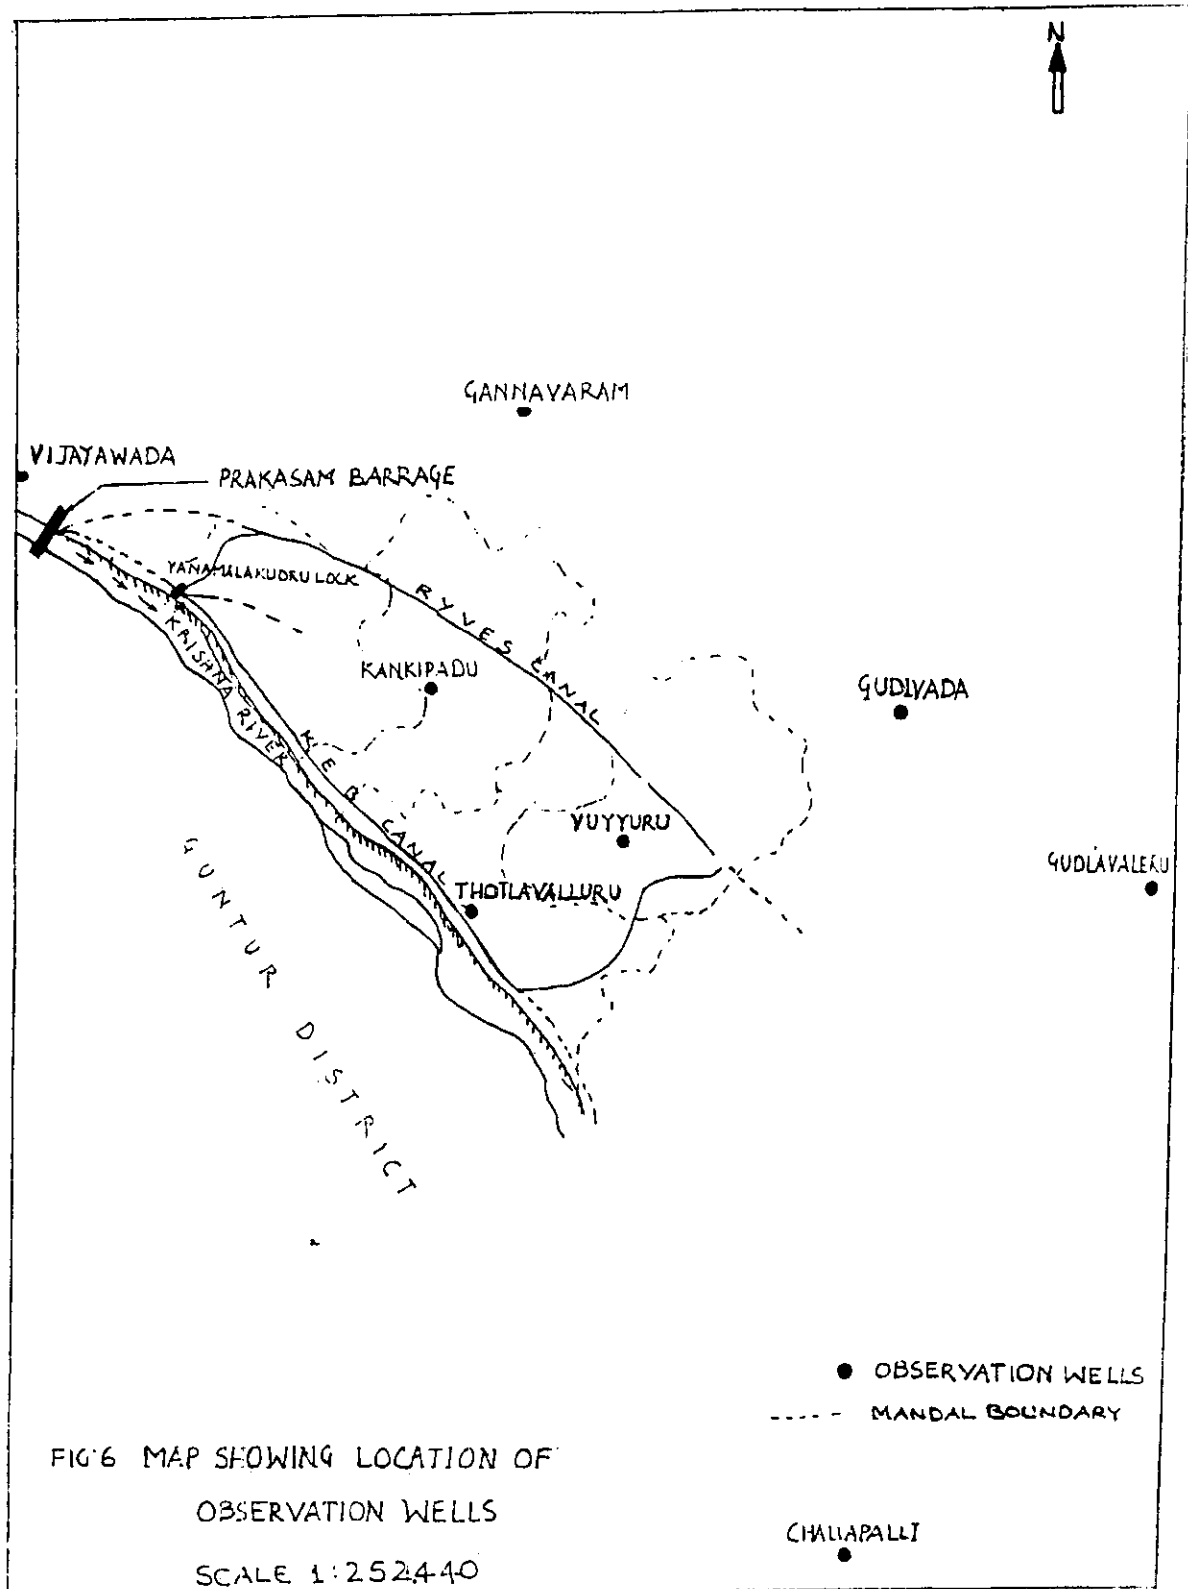 N
GANNAVARAM
VIJAYAWADA
PRAKASAM BARRAGE
YANAMALAKUDRU LOCK
RYVES CANAL
KRISHNA RIVER
KANKIPADU
GUDIVADA
K.E.B CANAL
VUYYURU
GUDLAVALERU
THOTLAVALLURU
GUNTUR DISTRICT
OBSERVATION WELLS
MANDAL BOUNDARY
FIG 6 MAP SHOWING LOCATION OF
OBSERVATION WELLS
SCALE 1:252440
CHALLAPALLI